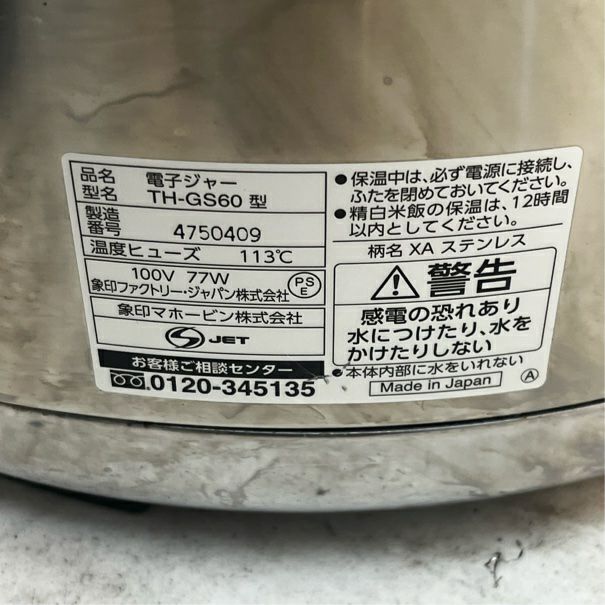 品名 電子ジャー
型名 TH-GS60 型
製造番号 4750409
温度ヒューズ 113℃
100V 77W
象印ファクトリー・ジャパン株式会社
PSE
象印マホービン株式会社
S JET
お客様ご相談センター
0120-345135
●保温中は、必ず電源に接続し、
ふたを閉めておいてください。
●精白米飯の保温は、12時間
以内としてください。
柄名 XA ステンレス
警告
感電の恐れあり
水につけたり、水を
かけたりしない
●本体内部に水をいれない
Made in Japan
A